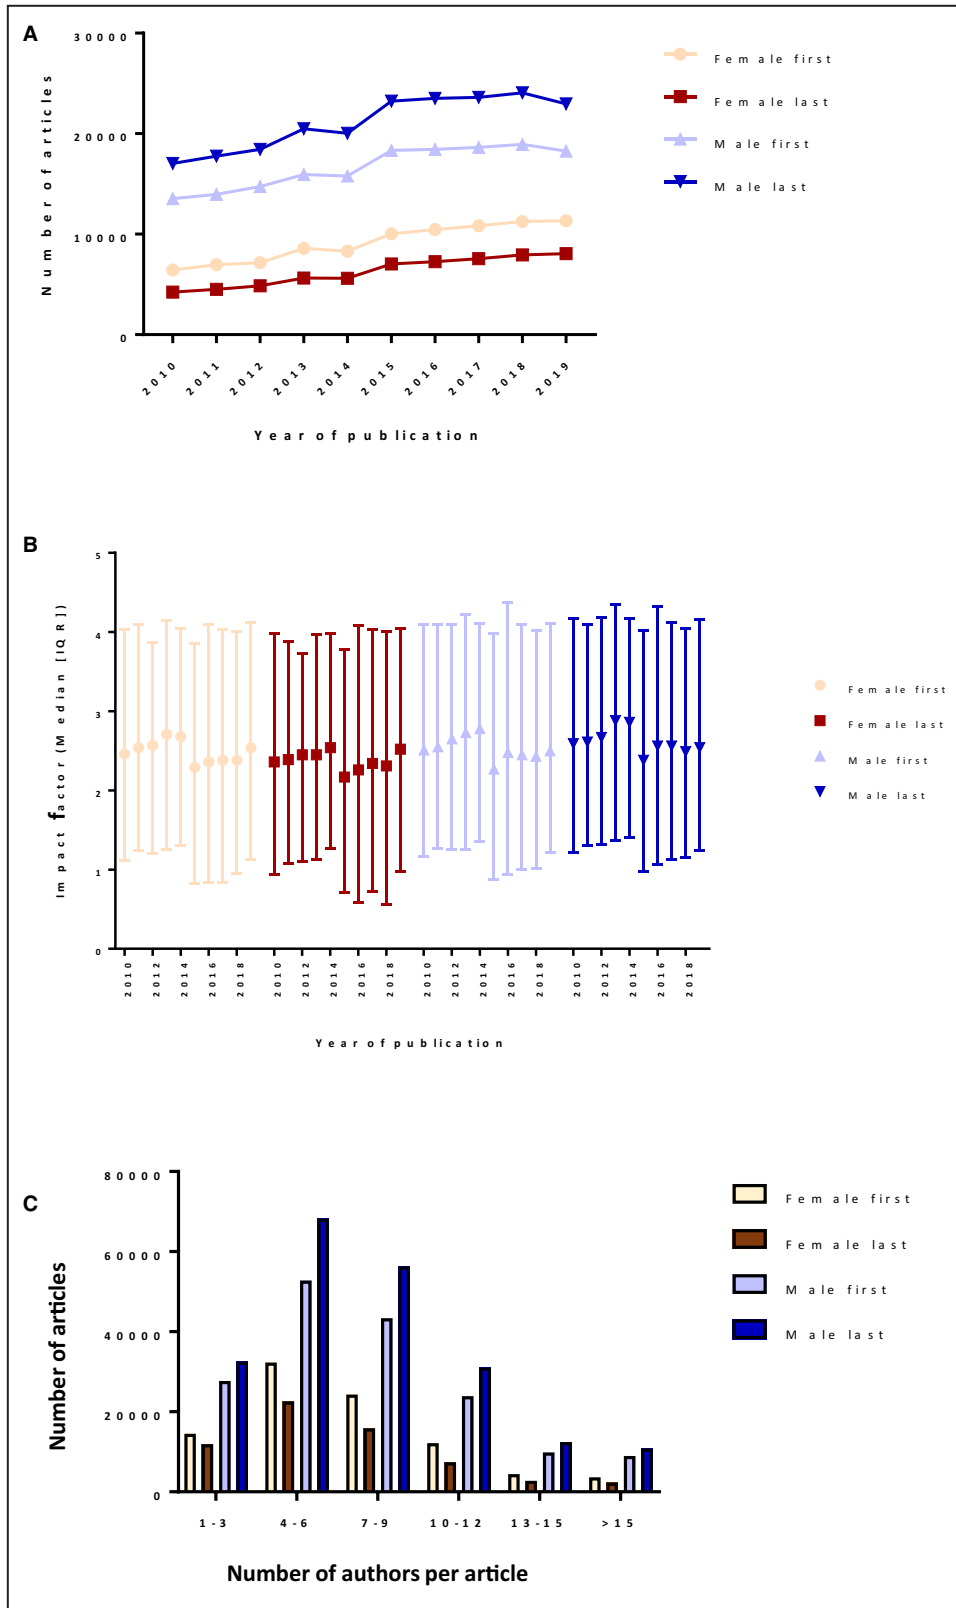 A
30000
20000
10000
0
Number of articles
2010
2011
2012
2013
2014
2015
2016
2017
2018
2019
Year of publication
Female first
Female last
Male first
Male last
B
5
4
3
2
1
0
Impact factor (Median [IQR])
2010
2012
2014
2016
2018
2010
2012
2014
2016
2018
2010
2012
2014
2016
2018
2010
2012
2014
2016
2018
Year of publication
Female first
Female last
Male first
Male last
C
80000
60000
40000
20000
0
Number of articles
1-3
4-6
7-9
10-12
13-15
>15
Number of authors per article
Female first
Female last
Male first
Male last